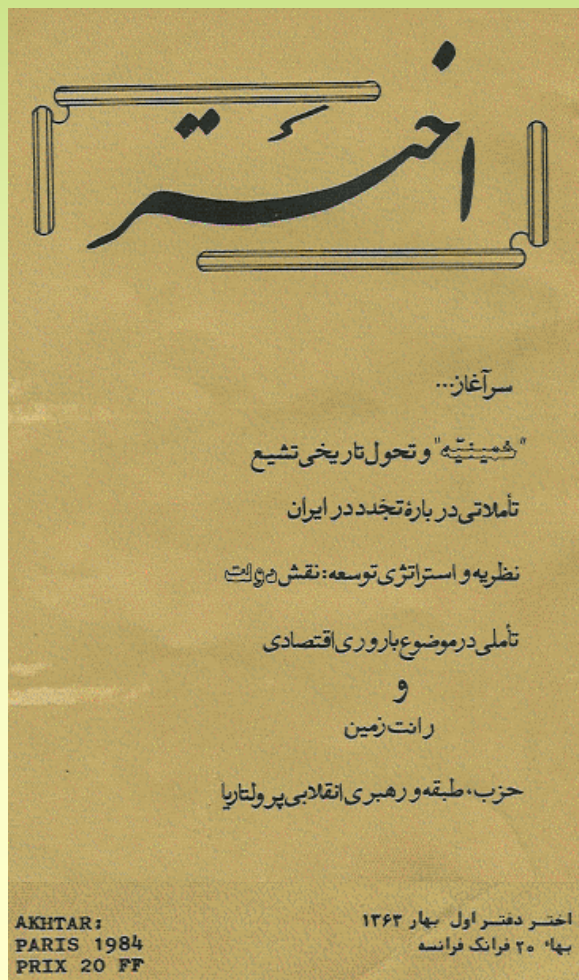 اختر
سرآغاز...
"خمینیّه" و تحول تاریخی تشیع
تأملاتی در بارهٔ تجدد در ایران
نظریه و استراتژی توسعه: نقش دولت
تأملی در موضوع باروری اقتصادی
و
رانت زمین
حزب، طبقه و رهبری انقلابی پرولتاریا
اختر دفتر اول بهار ۱۳۶۳
بهاء ۲۰ فرانک فرانسه
AKHTAR:
PARIS 1984
PRIX 20 FF